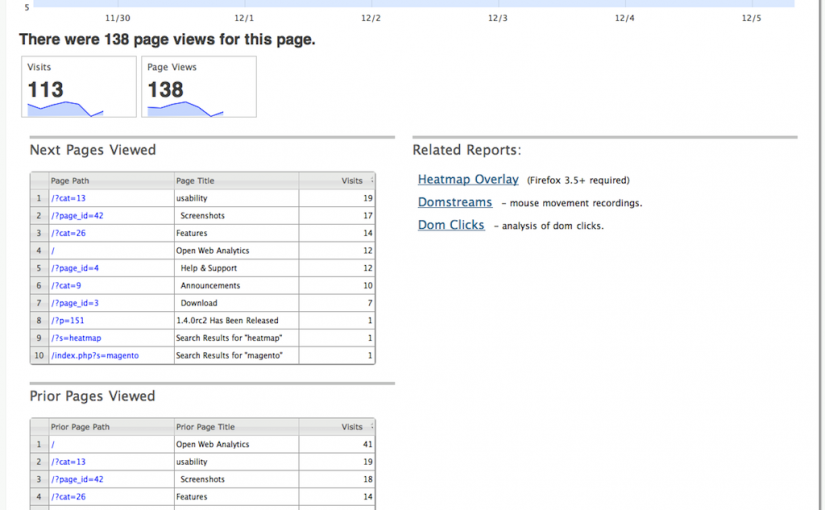 5
11/30 12/1 12/2 12/3 12/4 12/5
There were 138 page views for this page.
Visits
113
Page Views
138
Next Pages Viewed
Page Path Page Title Visits
1 /?cat=13 usability 19
2 /?page_id=42 Screenshots 17
3 /?cat=26 Features 14
4 / Open Web Analytics 12
5 /?page_id=4 Help & Support 12
6 /?cat=9 Announcements 10
7 /?page_id=3 Download 7
8 /?p=151 1.4.0rc2 Has Been Released 1
9 /?s=heatmap Search Results for "heatmap" 1
10 /index.php?s=magento Search Results for "magento" 1
Prior Pages Viewed
Prior Page Path Prior Page Title Visits
1 / Open Web Analytics 41
2 /?cat=13 usability 19
3 /?page_id=42 Screenshots 18
4 /?cat=26 Features 14
Related Reports:
Heatmap Overlay (Firefox 3.5+ required)
Domstreams - mouse movement recordings.
Dom Clicks - analysis of dom clicks.